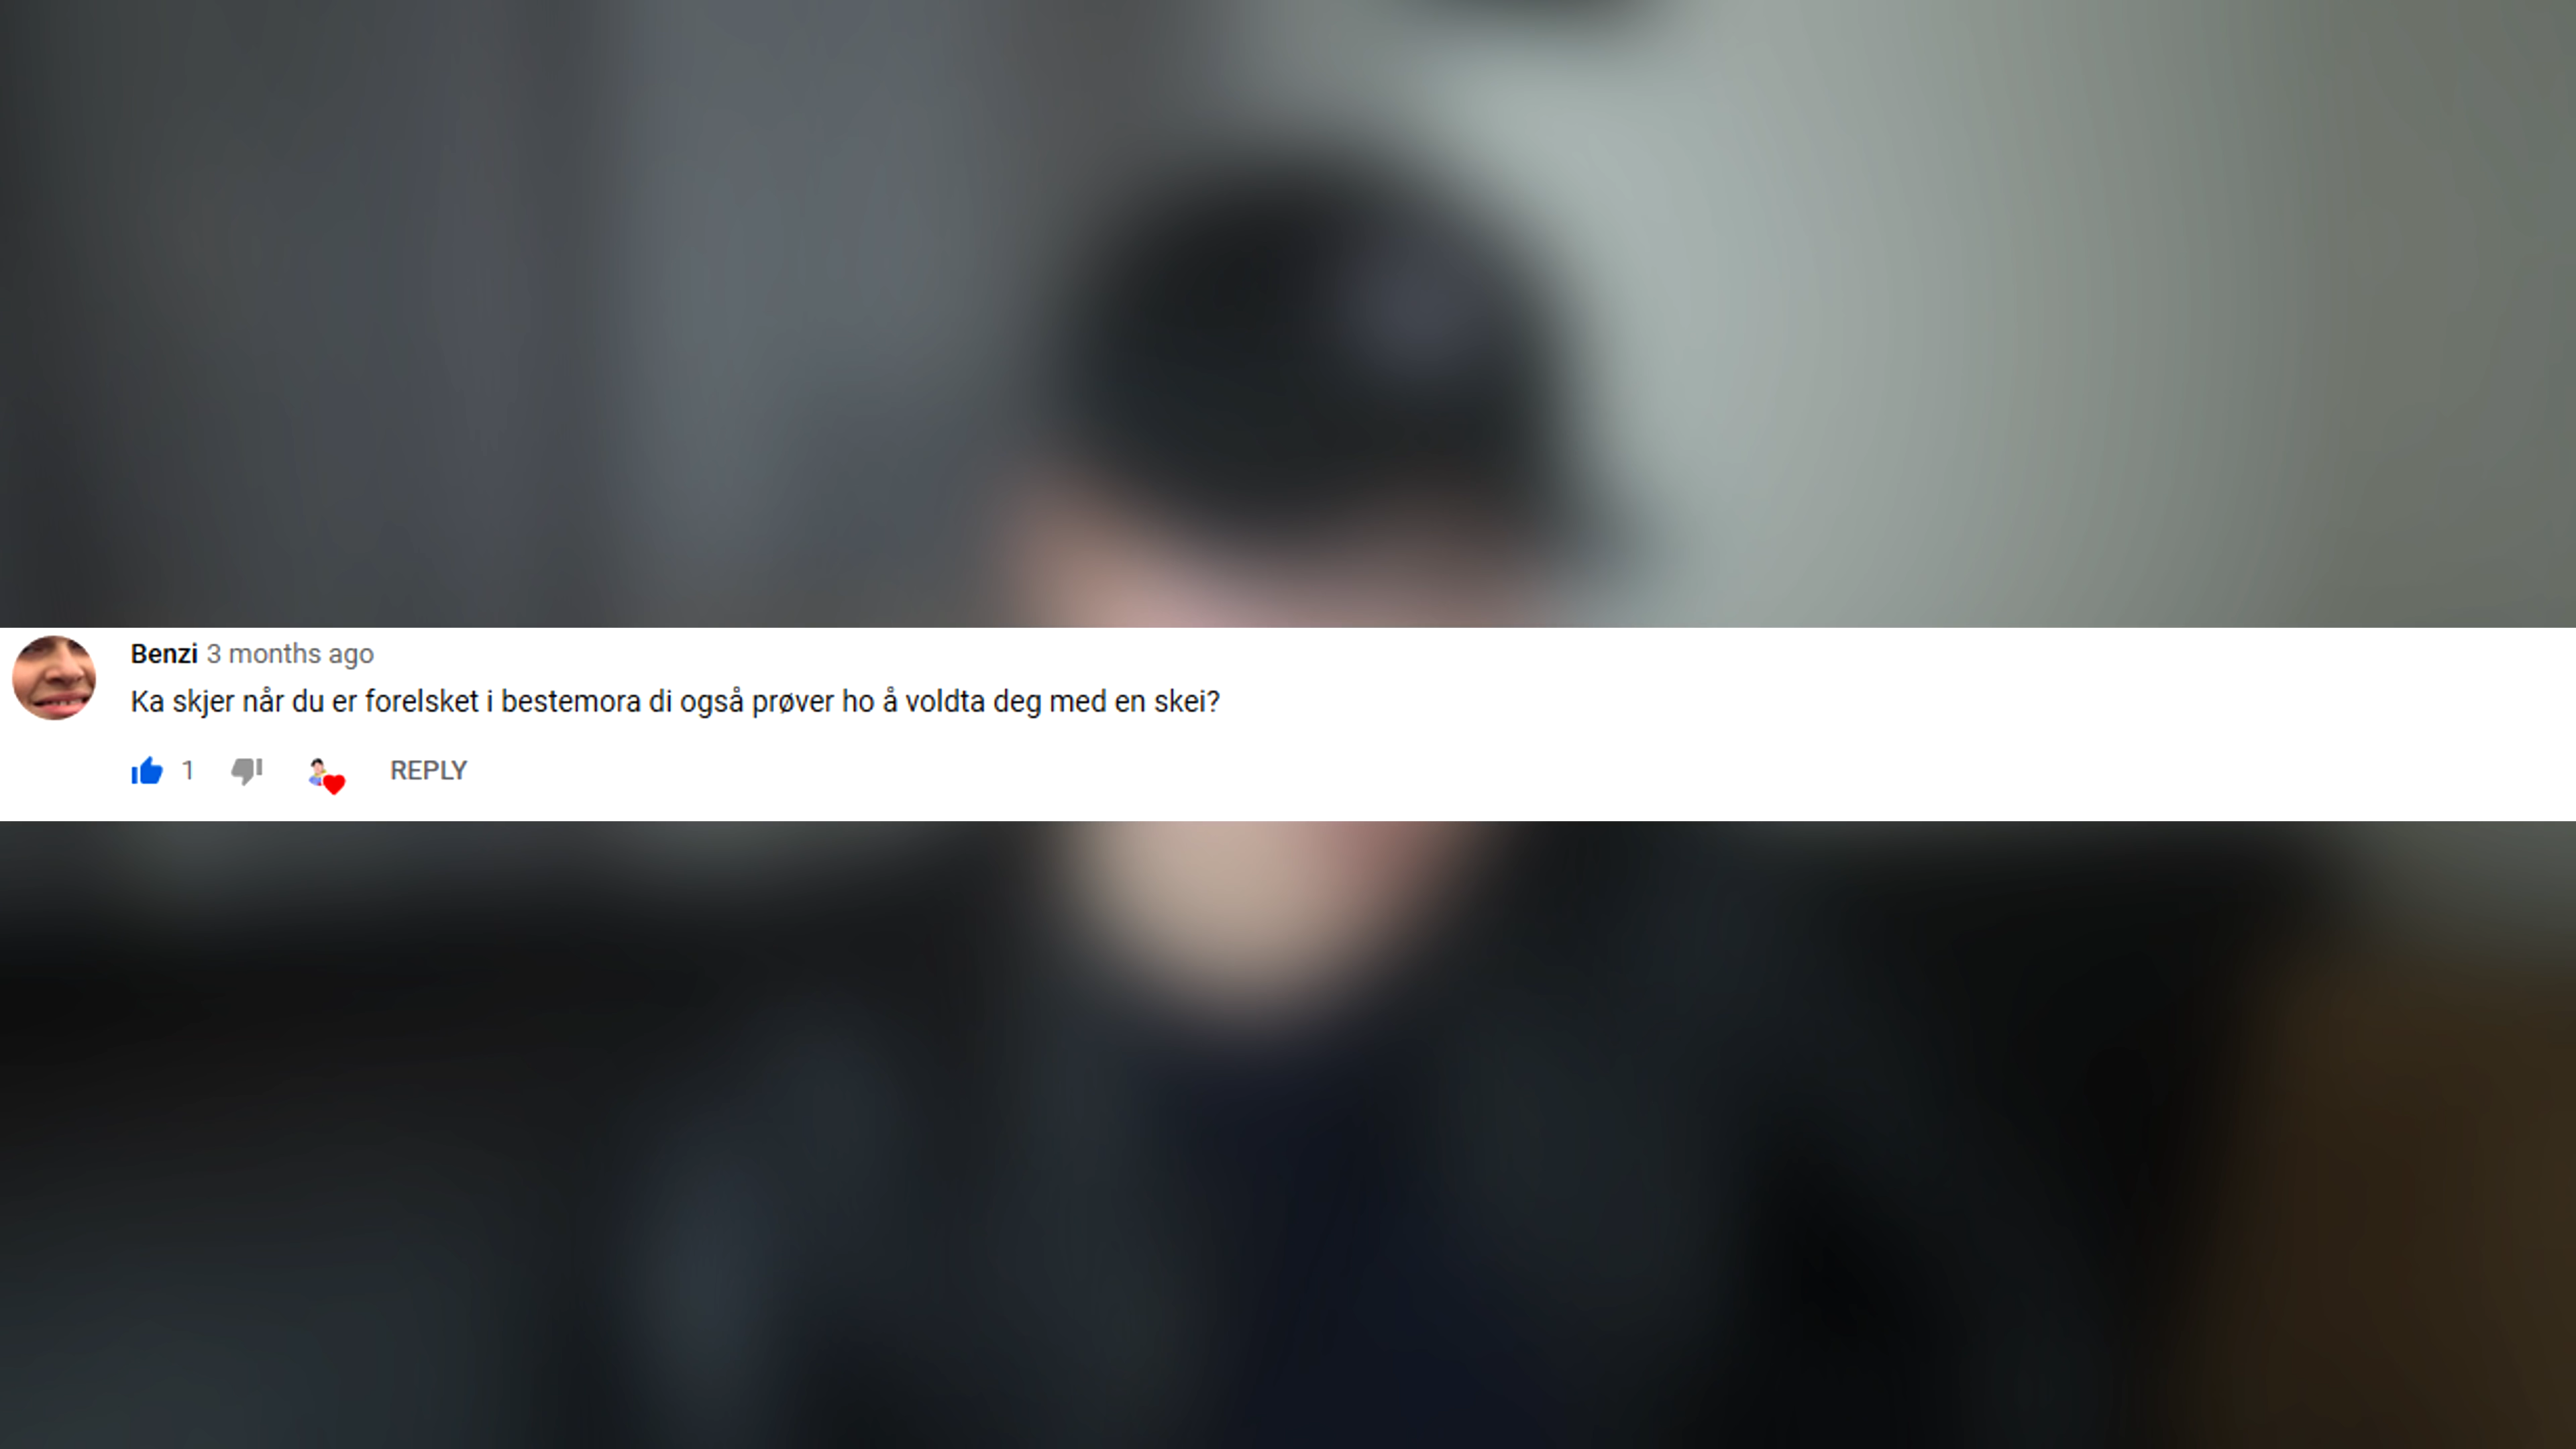 Benzi 3 months ago
Ka skjer når du er forelsket i bestemora di også prøver ho å voldta deg med en skei?
1 REPLY